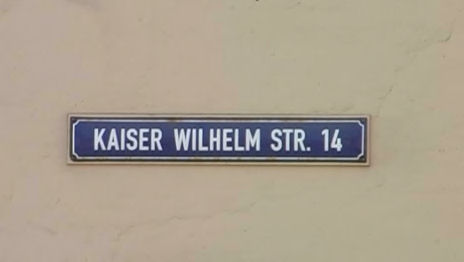 KAISER WILHELM STR. 14